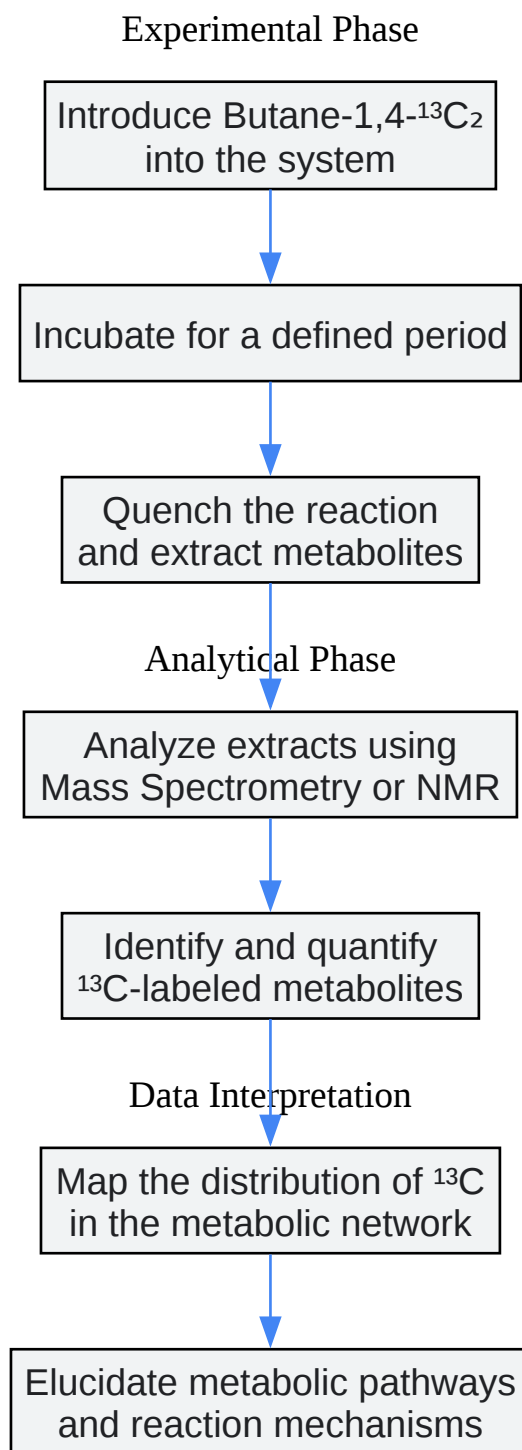 Experimental Phase
Introduce Butane-1,4-¹³C₂
into the system
Incubate for a defined period
Quench the reaction
and extract metabolites
Analytical Phase
Analyze extracts using
Mass Spectrometry or NMR
Identify and quantify
¹³C-labeled metabolites
Data Interpretation
Map the distribution of ¹³C
in the metabolic network
Elucidate metabolic pathways
and reaction mechanisms